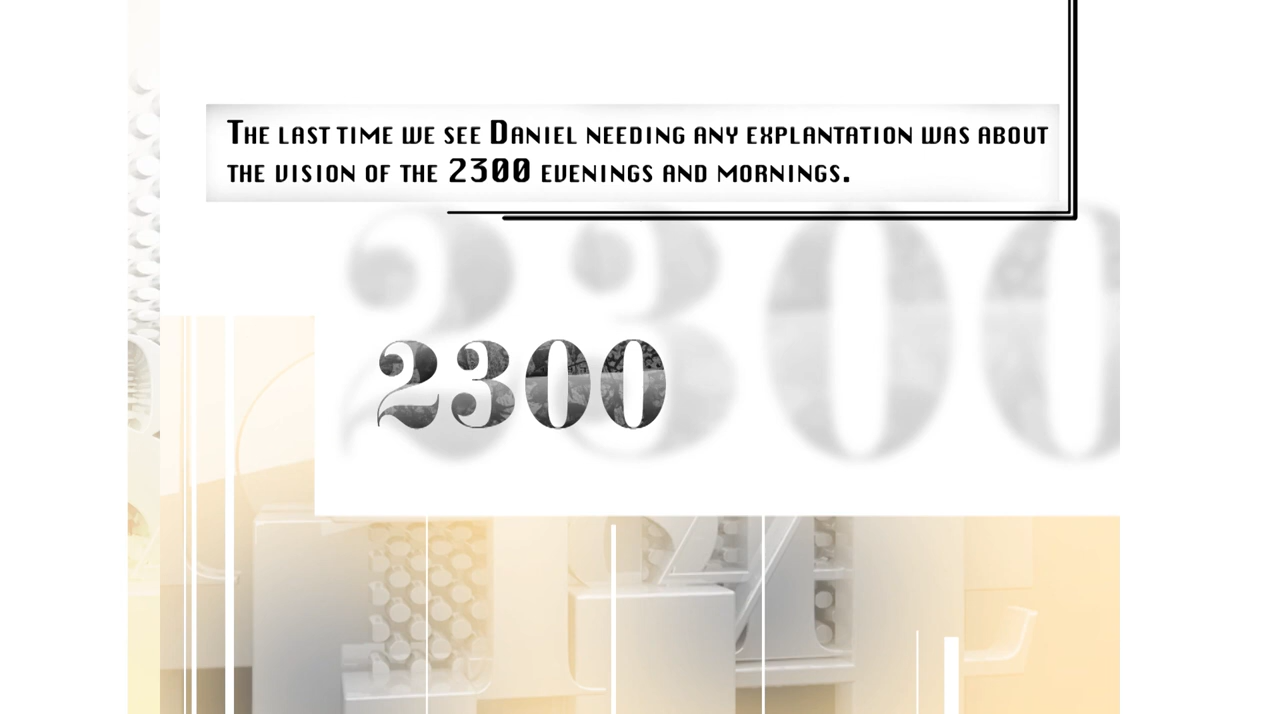 The last time we see Daniel needing any explantation was about
the vision of the 2300 evenings and mornings.
2300
2300